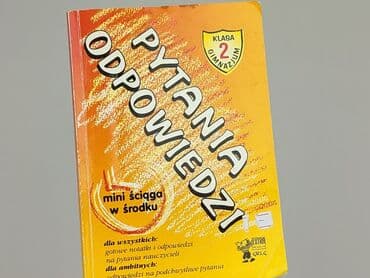 KLASA
2
GIMNAZJUM
PYTANIA
ODPOWIEDZI
mini ściąga
w środku
dla wszystkich:
gotowe notatki i odpowiedzi
na pytania nauczycieli
dla ambitnych:
odpowiedzi na podchwytliwe pytania